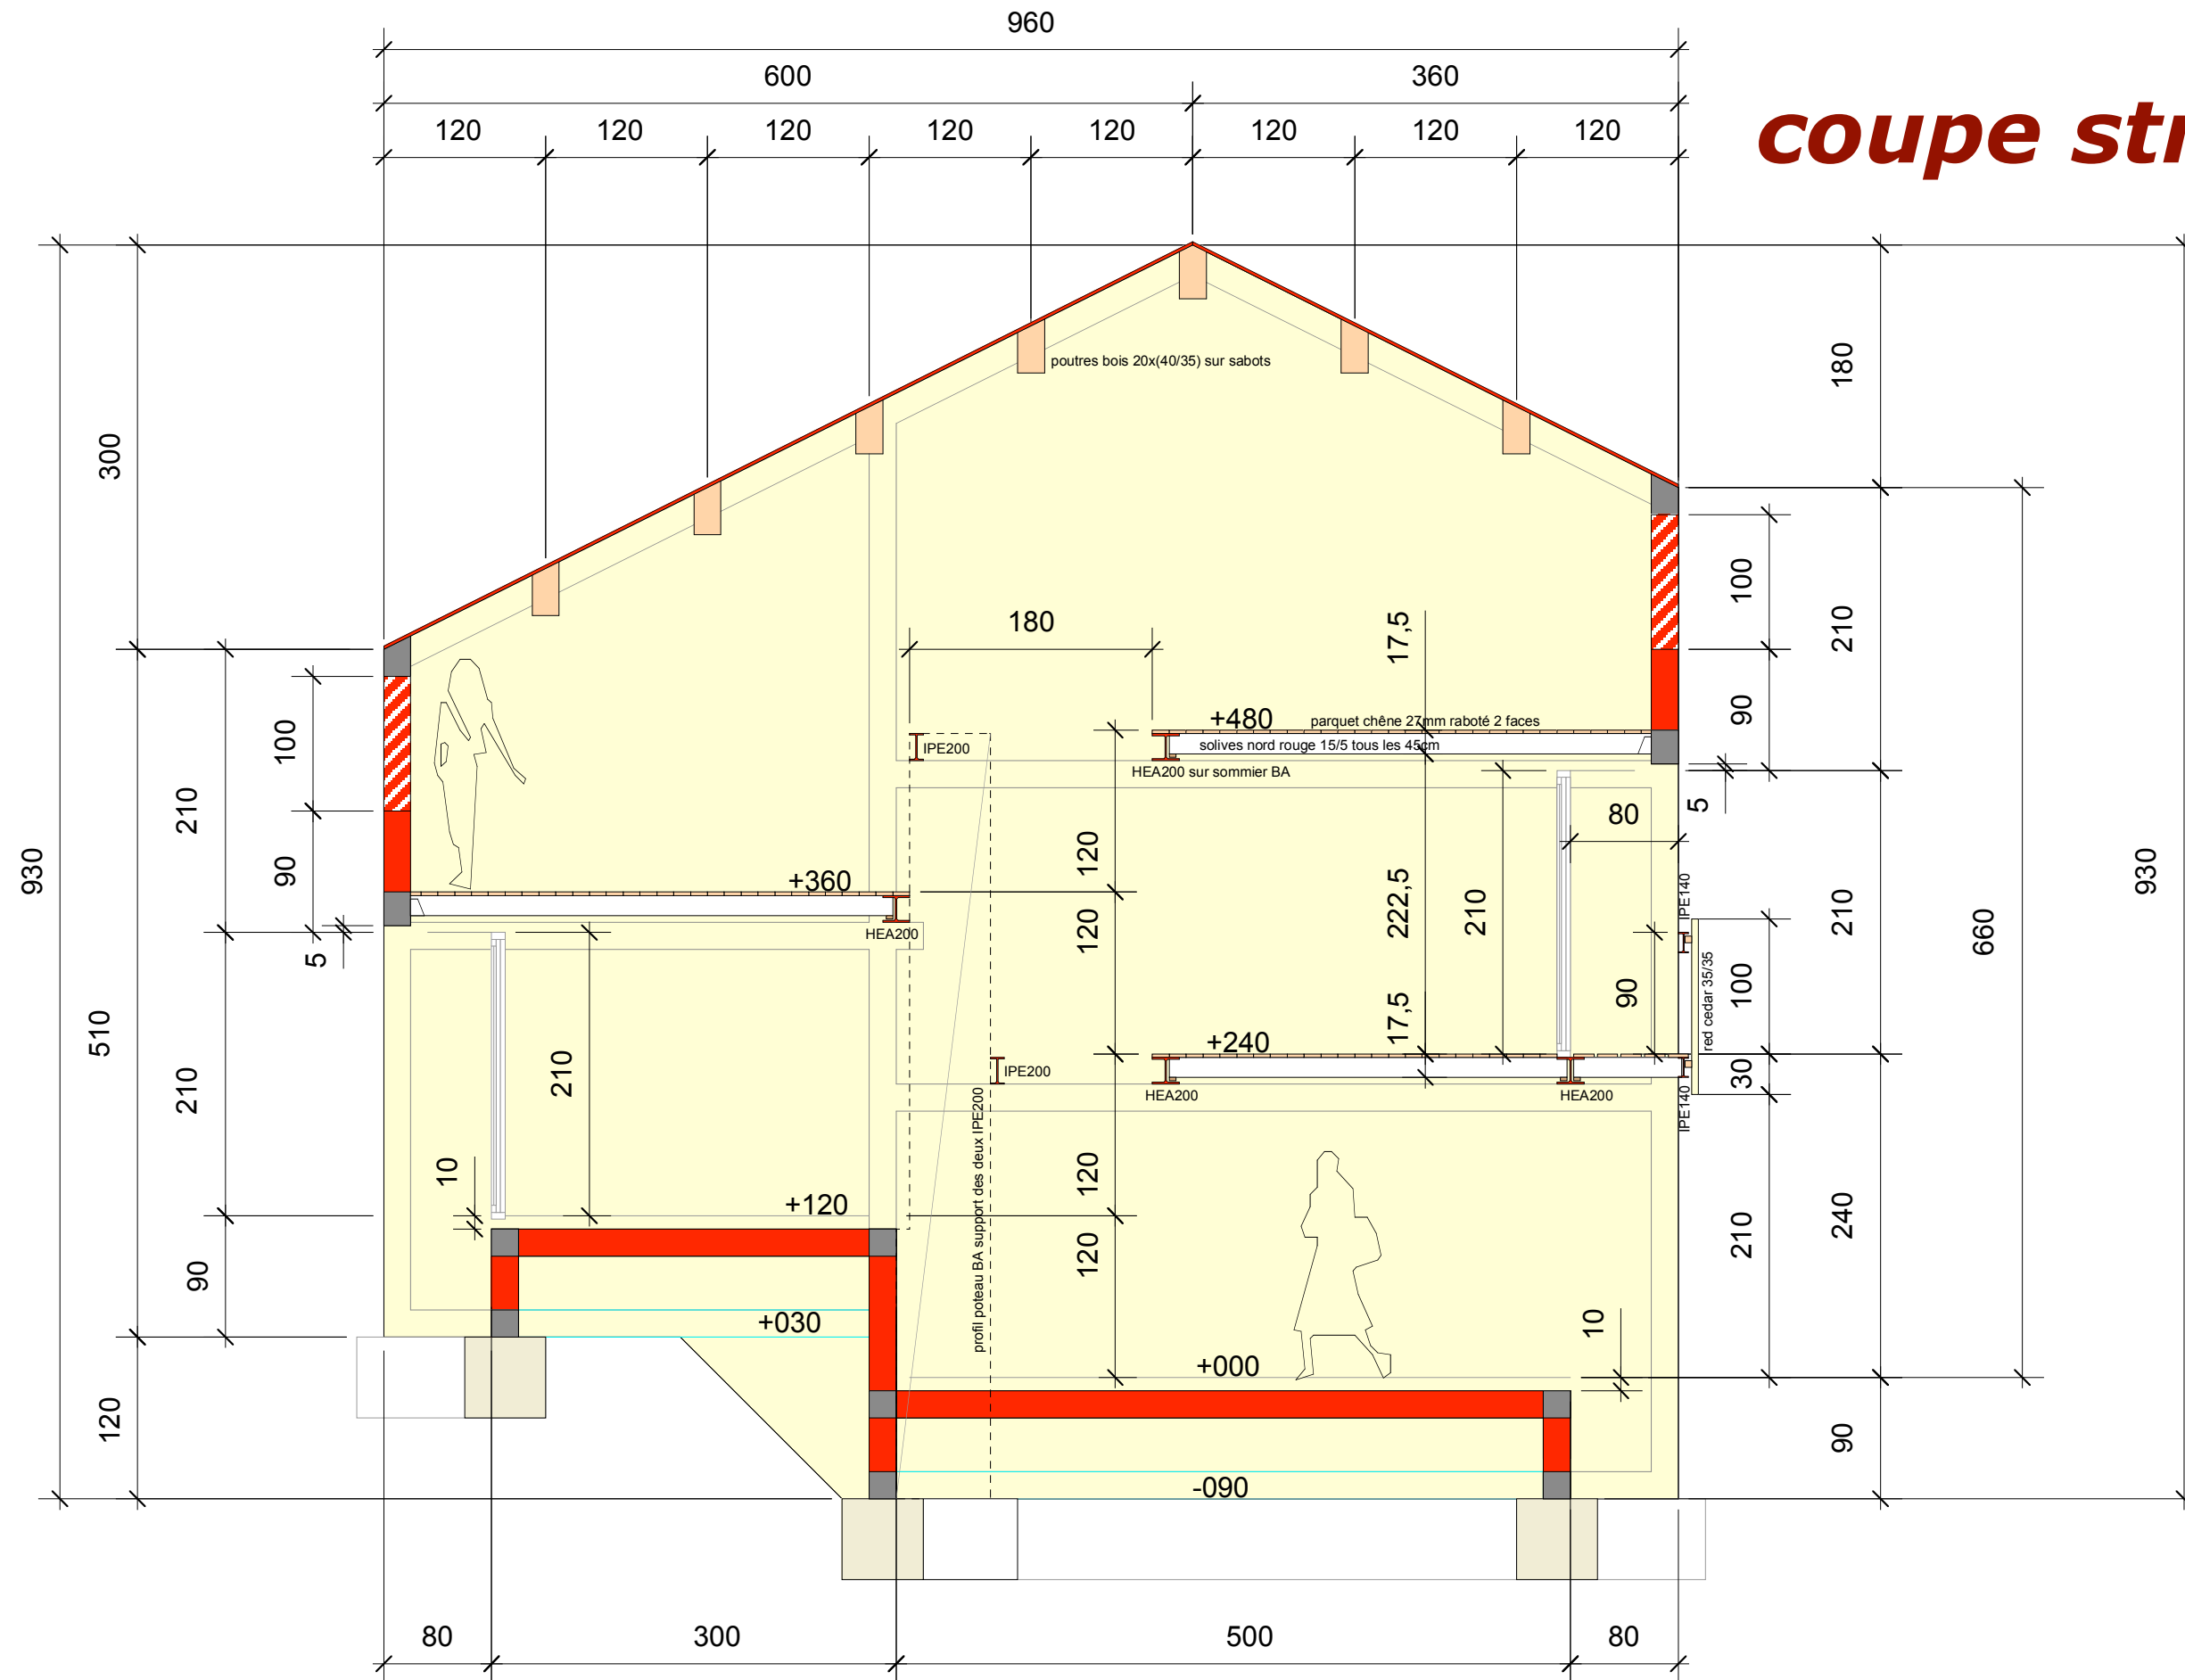 960
600 360
120 120 120 120 120 120 120 120
coupe str
poutres bois 20x(40/35) sur sabots
180
300
100
210
180
17,5
90
+480 parquet chêne 27mm raboté 2 faces
IPE200
solives nord rouge 15/5 tous les 45cm
HEA200 sur sommier BA
100
210
90
5
80
930
120
+360
HEA200
222,5
210
120
IPE140
210
930
660
5
510
210
210
90
red cedar 35/35
100
17,5
+240
IPE200
HEA200
HEA200
IPE140
30
profil poteau BA support des deux IPE200
10
+120
120
210
240
90
120
+030
10
+000
120
90
-090
80 300 500 80